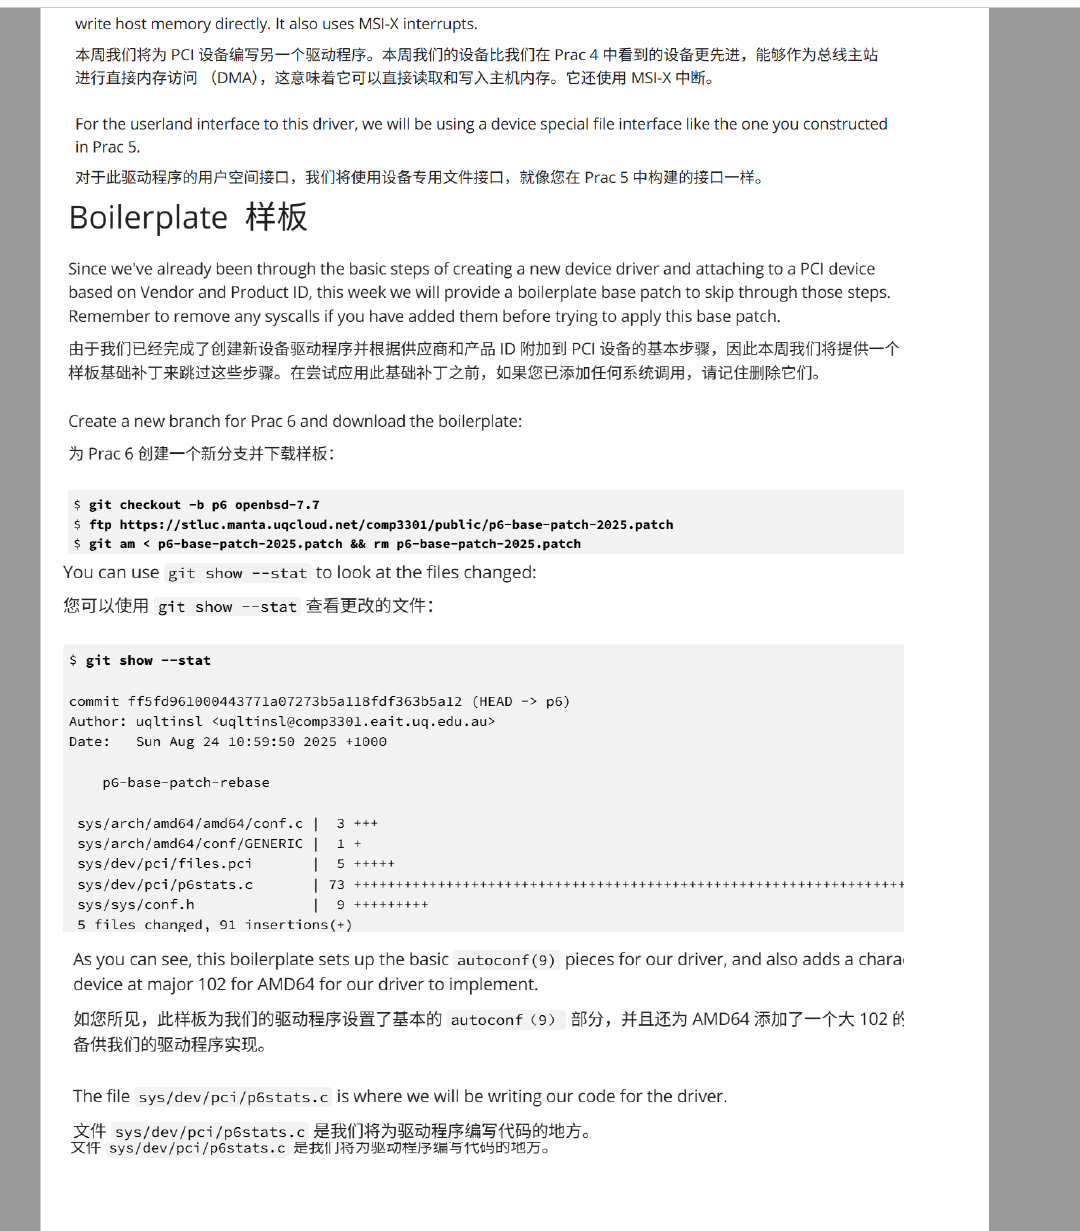 write host memory directly. It also uses MSI-X interrupts.
本周我们将为 PCI 设备编写另一个驱动程序。本周我们的设备比我们在 Prac 4 中看到的设备更先进，能够作为总线主站
进行直接内存访问 （DMA），这意味着它可以直接读取和写入主机内存。它还使用 MSI-X 中断。
For the userland interface to this driver, we will be using a device special file interface like the one you constructed
in Prac 5.
对于此驱动程序的用户空间接口，我们将使用设备专用文件接口，就像您在 Prac 5 中构建的接口一样。
Boilerplate 样板
Since we've already been through the basic steps of creating a new device driver and attaching to a PCI device
based on Vendor and Product ID, this week we will provide a boilerplate base patch to skip through those steps.
Remember to remove any syscalls if you have added them before trying to apply this base patch.
由于我们已经完成了创建新设备驱动程序并根据供应商和产品 ID 附加到 PCI 设备的基本步骤，因此本周我们将提供一个
样板基础补丁来跳过这些步骤。在尝试应用此基础补丁之前，如果您已添加任何系统调用，请记住删除它们。
Create a new branch for Prac 6 and download the boilerplate:
为 Prac 6 创建一个新分支并下载样板：
$ git checkout -b p6 openbsd-7.7
$ ftp https://stluc.manta.uqcloud.net/comp3301/public/p6-base-patch-2025.patch
$ git am < p6-base-patch-2025.patch && rm p6-base-patch-2025.patch
You can use git show --stat to look at the files changed:
您可以使用 git show --stat 查看更改的文件：
$ git show --stat
commit ff5fd961000443771a07273b5a118fdf363b5a12 (HEAD -> p6)
Author: uqltinsl <uqltinsl@comp3301.eait.uq.edu.au>
Date:   Sun Aug 24 10:59:50 2025 +1000
p6-base-patch-rebase
sys/arch/amd64/amd64/conf.c |  3 +++
sys/arch/amd64/conf/GENERIC |  1 +
sys/dev/pci/files.pci       |  5 +++++
sys/dev/pci/p6stats.c       | 73 ++++++++++++++++++++++++++++++++++++++++++++++++++++++++++++++++++
sys/sys/conf.h              |  9 +++++++++
5 files changed, 91 insertions(+)
As you can see, this boilerplate sets up the basic autoconf(9) pieces for our driver, and also adds a chara
device at major 102 for AMD64 for our driver to implement.
如您所见，此样板为我们的驱动程序设置了基本的 autoconf（9） 部分，并且还为 AMD64 添加了一个大 102 的
备供我们的驱动程序实现。
The file sys/dev/pci/p6stats.c is where we will be writing our code for the driver.
文件 sys/dev/pci/p6stats.c 是我们将为驱动程序编写代码的地方。
文件 sys/dev/pci/p6stats.c 是我们将为驱动程序编写代码的地方。